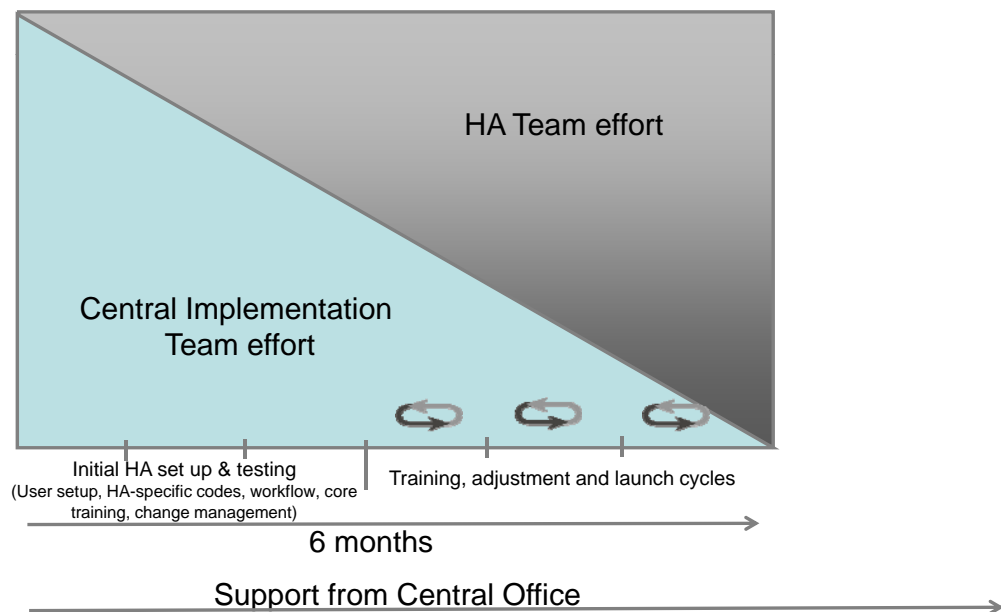 HA Team effort
Central Implementation
Team effort
Initial HA set up & testing
(User setup, HA-specific codes, workflow, core
training, change management)
Training, adjustment and launch cycles
6 months
Support from Central Office